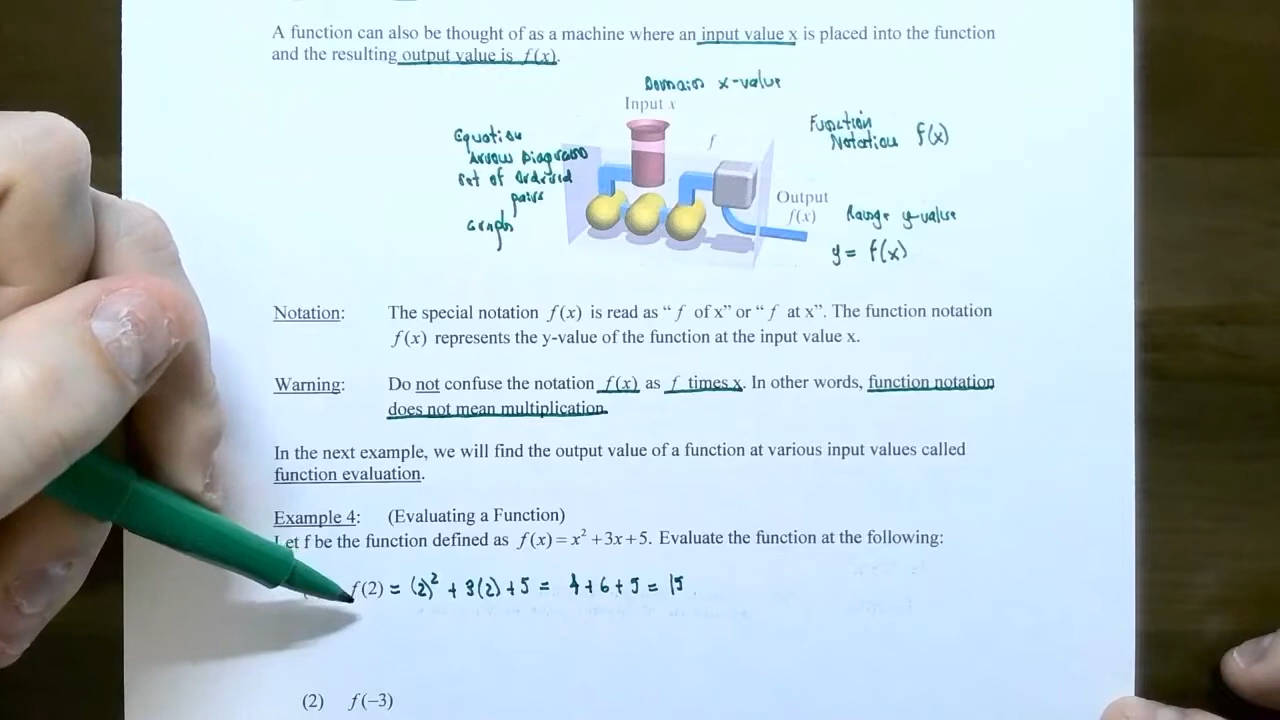 A function can also be thought of as a machine where an input value x is placed into the function
and the resulting output value is f(x).
Domain x-value
Input x
Equation
Arrow Diagrams
Set of ordered
pairs
Graph
f
Function
Notation f(x)
Output
f(x)
Range y-value
y = f(x)
Notation: The special notation f(x) is read as “ f of x” or “ f at x”. The function notation
f(x) represents the y-value of the function at the input value x.
Warning: Do not confuse the notation f(x) as f times x. In other words, function notation
does not mean multiplication.
In the next example, we will find the output value of a function at various input values called
function evaluation.
Example 4: (Evaluating a Function)
Let f be the function defined as f(x) = x² + 3x + 5. Evaluate the function at the following:
f(2) = (2)² + 3(2) + 5 = 4 + 6 + 5 = 15
(2) f(−3)